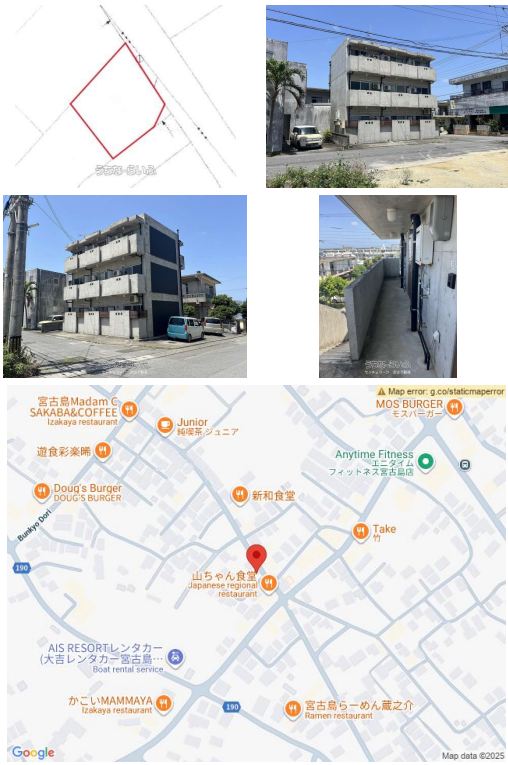 うちなーらいふ
うちなーらいふ
うちなーらいふ
Map error: g.co/staticmaperror
宮古島Madam C
SAKABA&COFFEE
Izakaya restaurant
Junior
純喫茶ジュニア
MOS BURGER
モスバーガー
遊食彩楽晞
Anytime Fitness
エニタイム
フィットネス宮古島店
Doug's Burger
DOUG'S BURGER
新和食堂
Bunkyo Dori
Take
竹
190
山ちゃん食堂
Japanese regional
restaurant
AIS RESORTレンタカー
(大吉レンタカー宮古島…
Boat rental service
かこいMAMMAYA
Izakaya restaurant
190
宮古島らーめん蔵之介
Ramen restaurant
Google
Map data ©2025